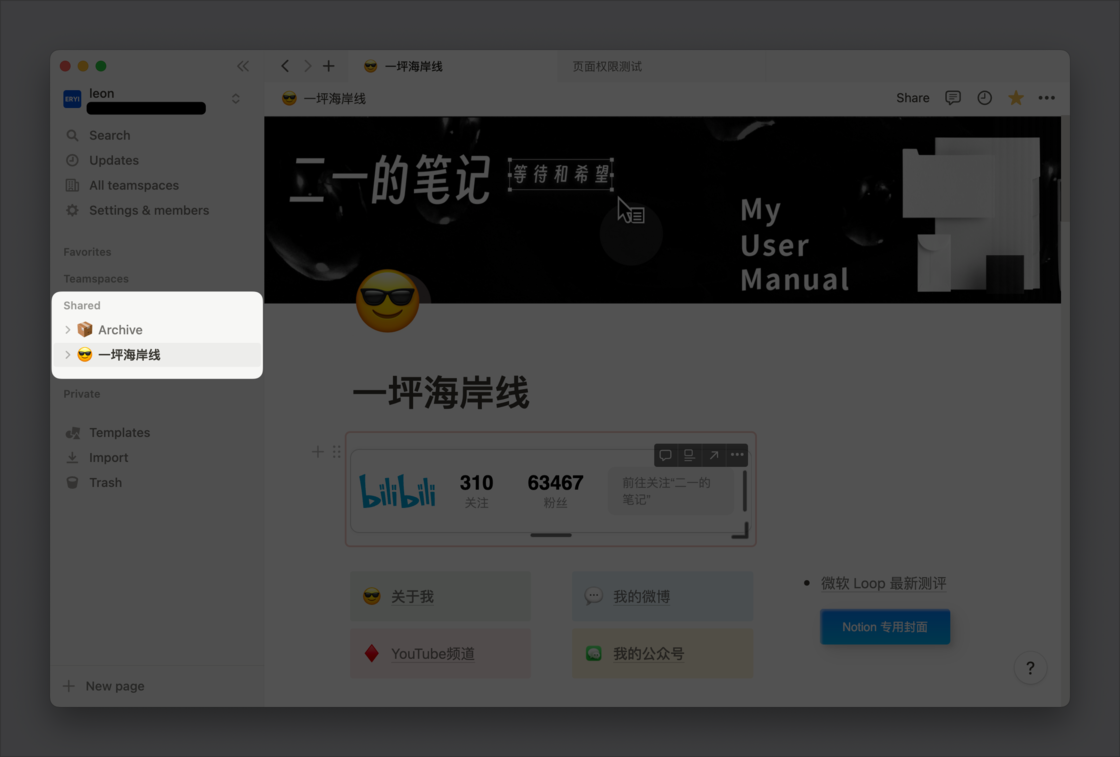 一坪海岸线
页面权限测试
ERYI
leon
一坪海岸线
Share
Search
Updates
All teamspaces
Settings & members
Favorites
Teamspaces
Shared
Archive
一坪海岸线
Private
Templates
Import
Trash
New page
二一的笔记
等待和希望
My
User
Manual
一坪海岸线
bilibili
310
关注
63467
粉丝
前往关注“二一的
笔记”
关于我
我的微博
YouTube频道
我的公众号
微软 Loop 最新测评
Notion 专用封面
?